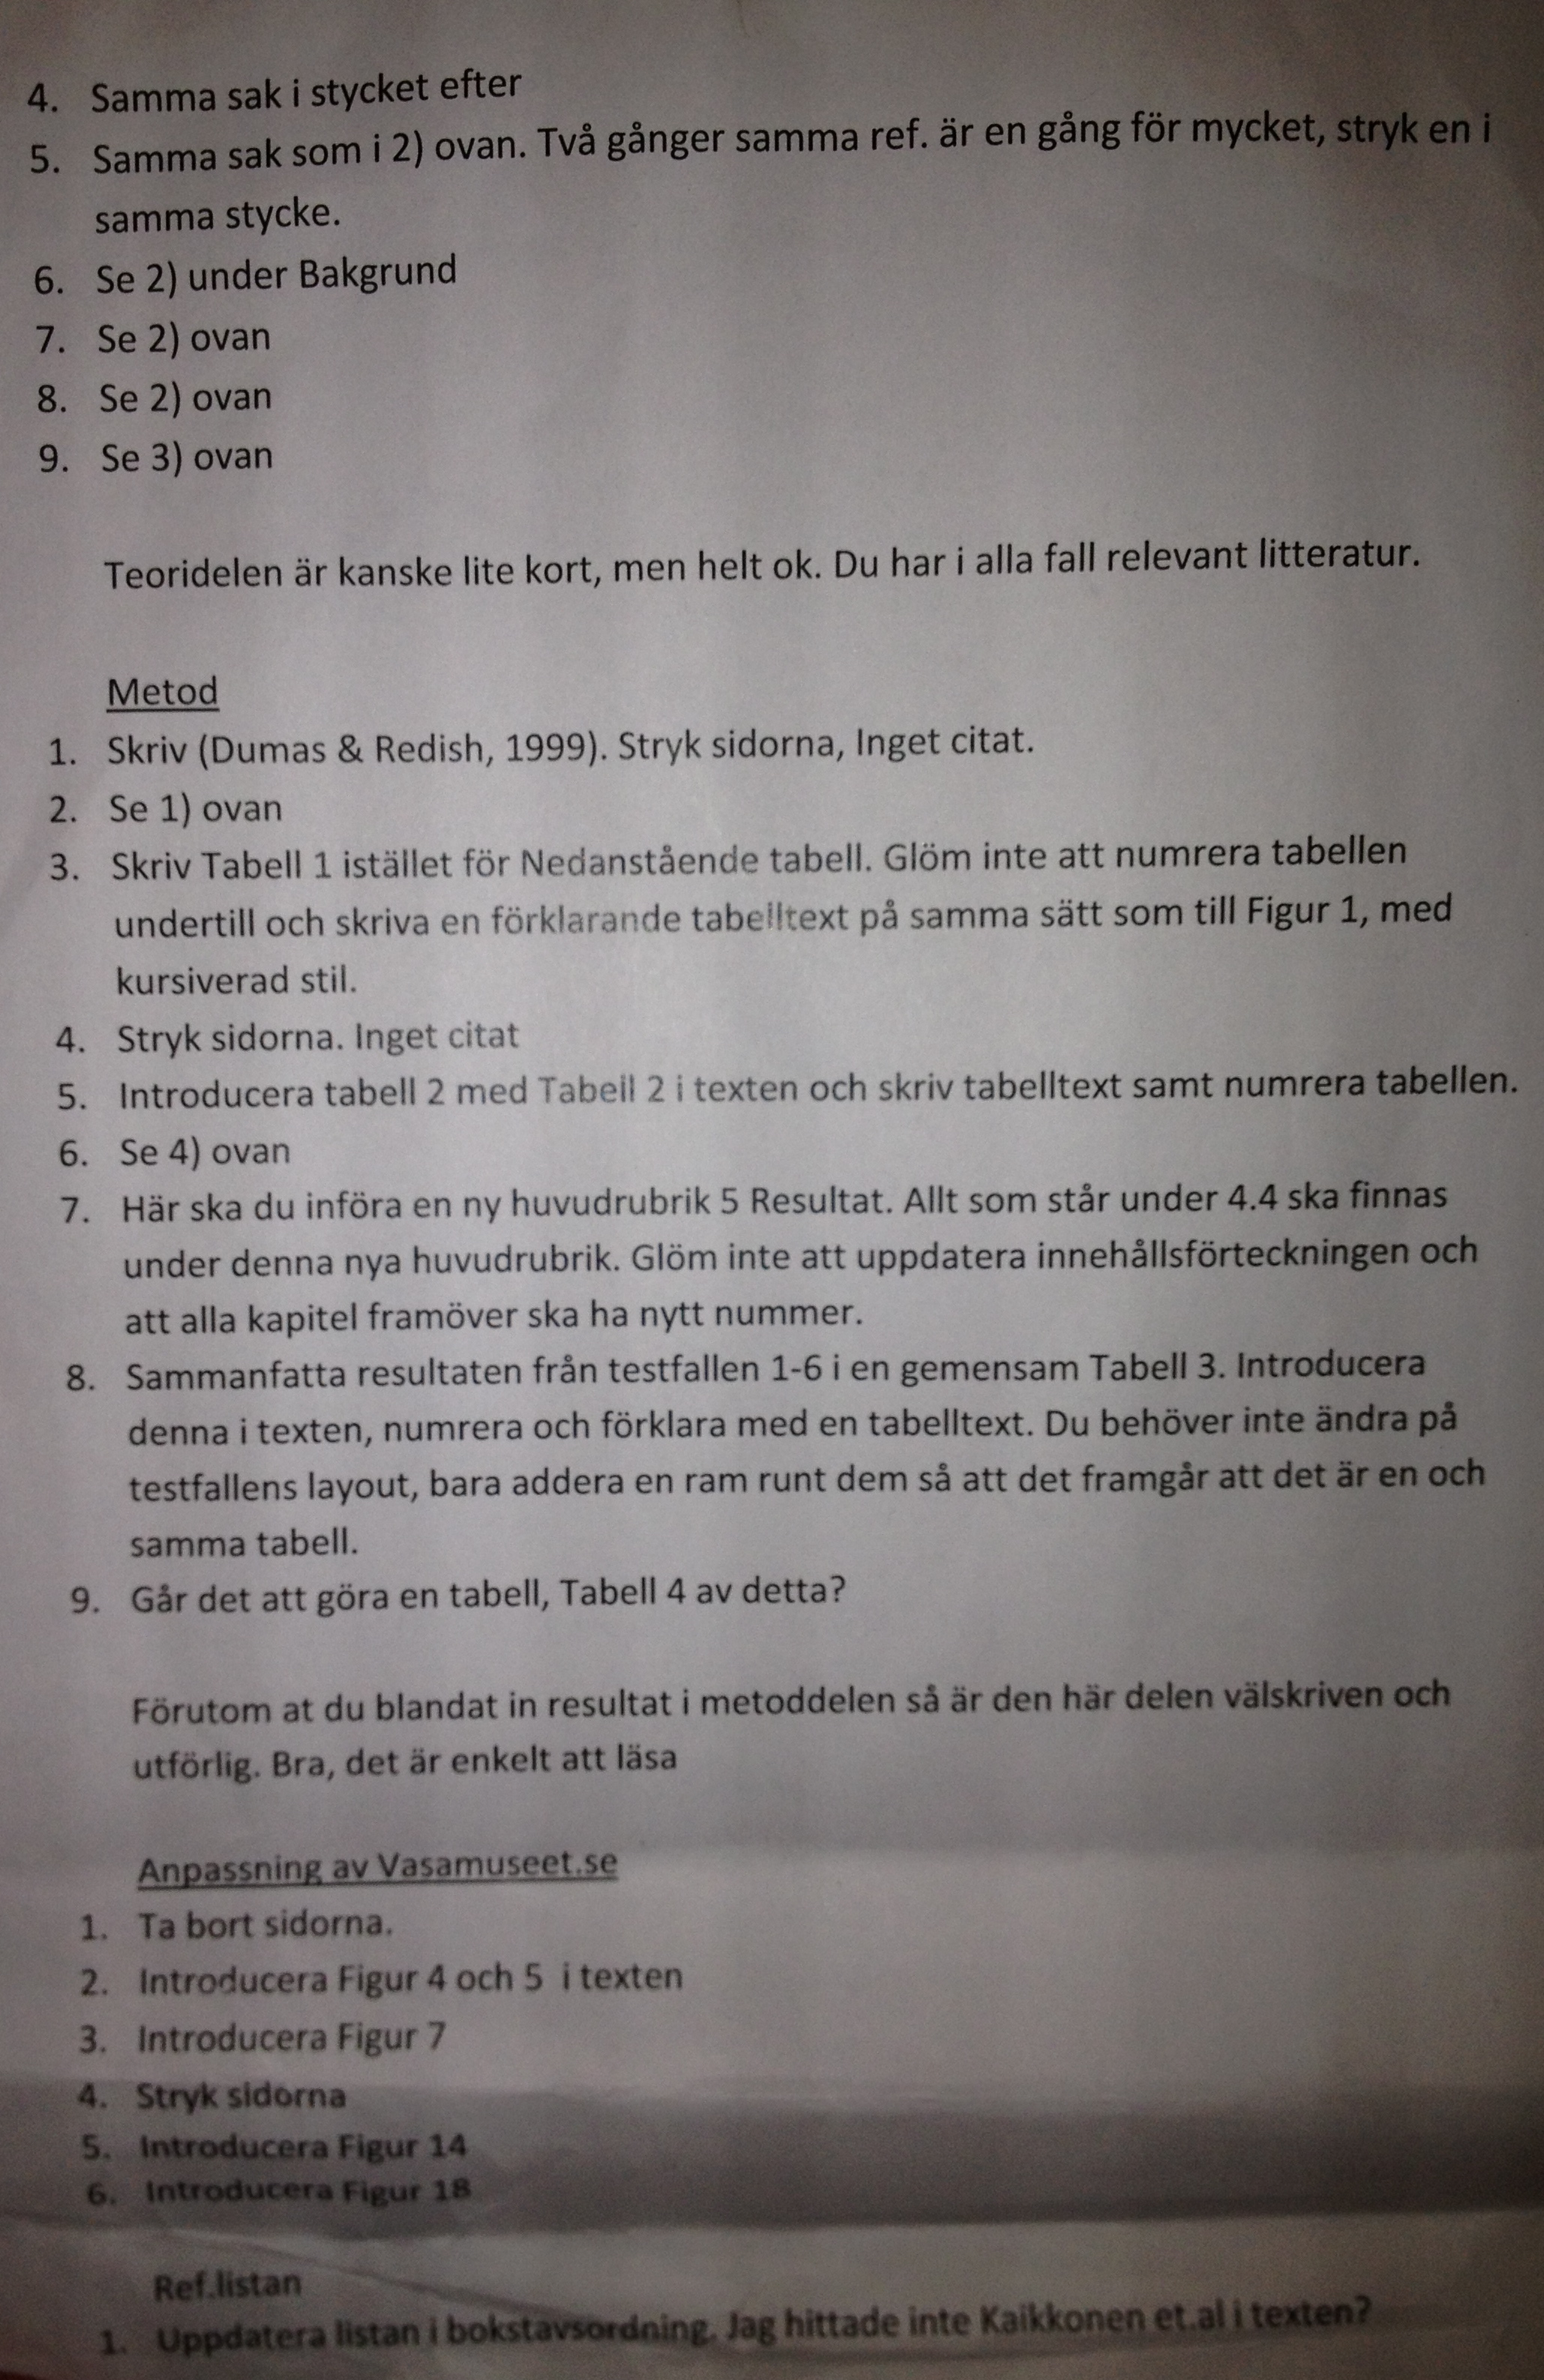 4. Samma sak i stycket efter
5. Samma sak som i 2) ovan. Två gånger samma ref. är en gång för mycket, stryk en i
samma stycke.
6. Se 2) under Bakgrund
7. Se 2) ovan
8. Se 2) ovan
9. Se 3) ovan
Teoridelen är kanske lite kort, men helt ok. Du har i alla fall relevant litteratur.
Metod
1. Skriv (Dumas & Redish, 1999). Stryk sidorna, Inget citat.
2. Se 1) ovan
3. Skriv Tabell 1 istället för Nedanstående tabell. Glöm inte att numrera tabellen
undertill och skriva en förklarande tabelltext på samma sätt som till Figur 1, med
kursiverad stil.
4. Stryk sidorna. Inget citat
5. Introducera tabell 2 med Tabell 2 i texten och skriv tabelltext samt numrera tabellen.
6. Se 4) ovan
7. Här ska du införa en ny huvudrubrik 5 Resultat. Allt som står under 4.4 ska finnas
under denna nya huvudrubrik. Glöm inte att uppdatera innehållsförteckningen och
att alla kapitel framöver ska ha nytt nummer.
8. Sammanfatta resultaten från testfallen 1-6 i en gemensam Tabell 3. Introducera
denna i texten, numrera och förklara med en tabelltext. Du behöver inte ändra på
testfallens layout, bara addera en ram runt dem så att det framgår att det är en och
samma tabell.
9. Går det att göra en tabell, Tabell 4 av detta?
Förutom at du blandat in resultat i metoddelen så är den här delen välskriven och
utförlig. Bra, det är enkelt att läsa
Anpassning av Vasamuseet.se
1. Ta bort sidorna.
2. Introducera Figur 4 och 5 i texten
3. Introducera Figur 7
4. Stryk sidorna
5. Introducera Figur 14
6. Introducera Figur 18
Ref.listan
1. Uppdatera listan i bokstavsordning. Jag hittade inte Kaikkonen et.al i texten?